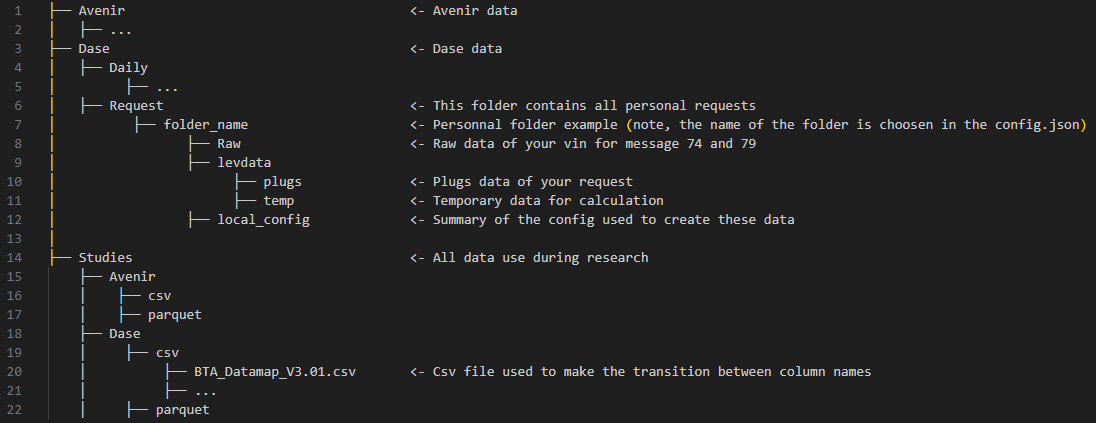 1 ├── Avenir <- Avenir data
2 │ ├── ...
3 ├── Dase <- Dase data
4 │ ├── Daily
5 │ ├── ...
6 │ ├── Request <- This folder contains all personal requests
7 │ ├── folder_name <- Personnal folder example (note, the name of the folder is choosen in the config.json)
8 │ ├── Raw <- Raw data of your vin for message 74 and 79
9 │ ├── levdata
10 │ ├── plugs <- Plugs data of your request
11 │ ├── temp <- Temporary data for calculation
12 │ ├── local_config <- Summary of the config used to create these data
13 │
14 ├── Studies <- All data use during research
15 ├── Avenir
16 │ ├── csv
17 │ ├── parquet
18 ├── Dase
19 │ ├── csv
20 │ ├── BTA_Datamap_V3.01.csv <- Csv file used to make the transition between column names
21 │ ├── ...
22 │ ├── parquet